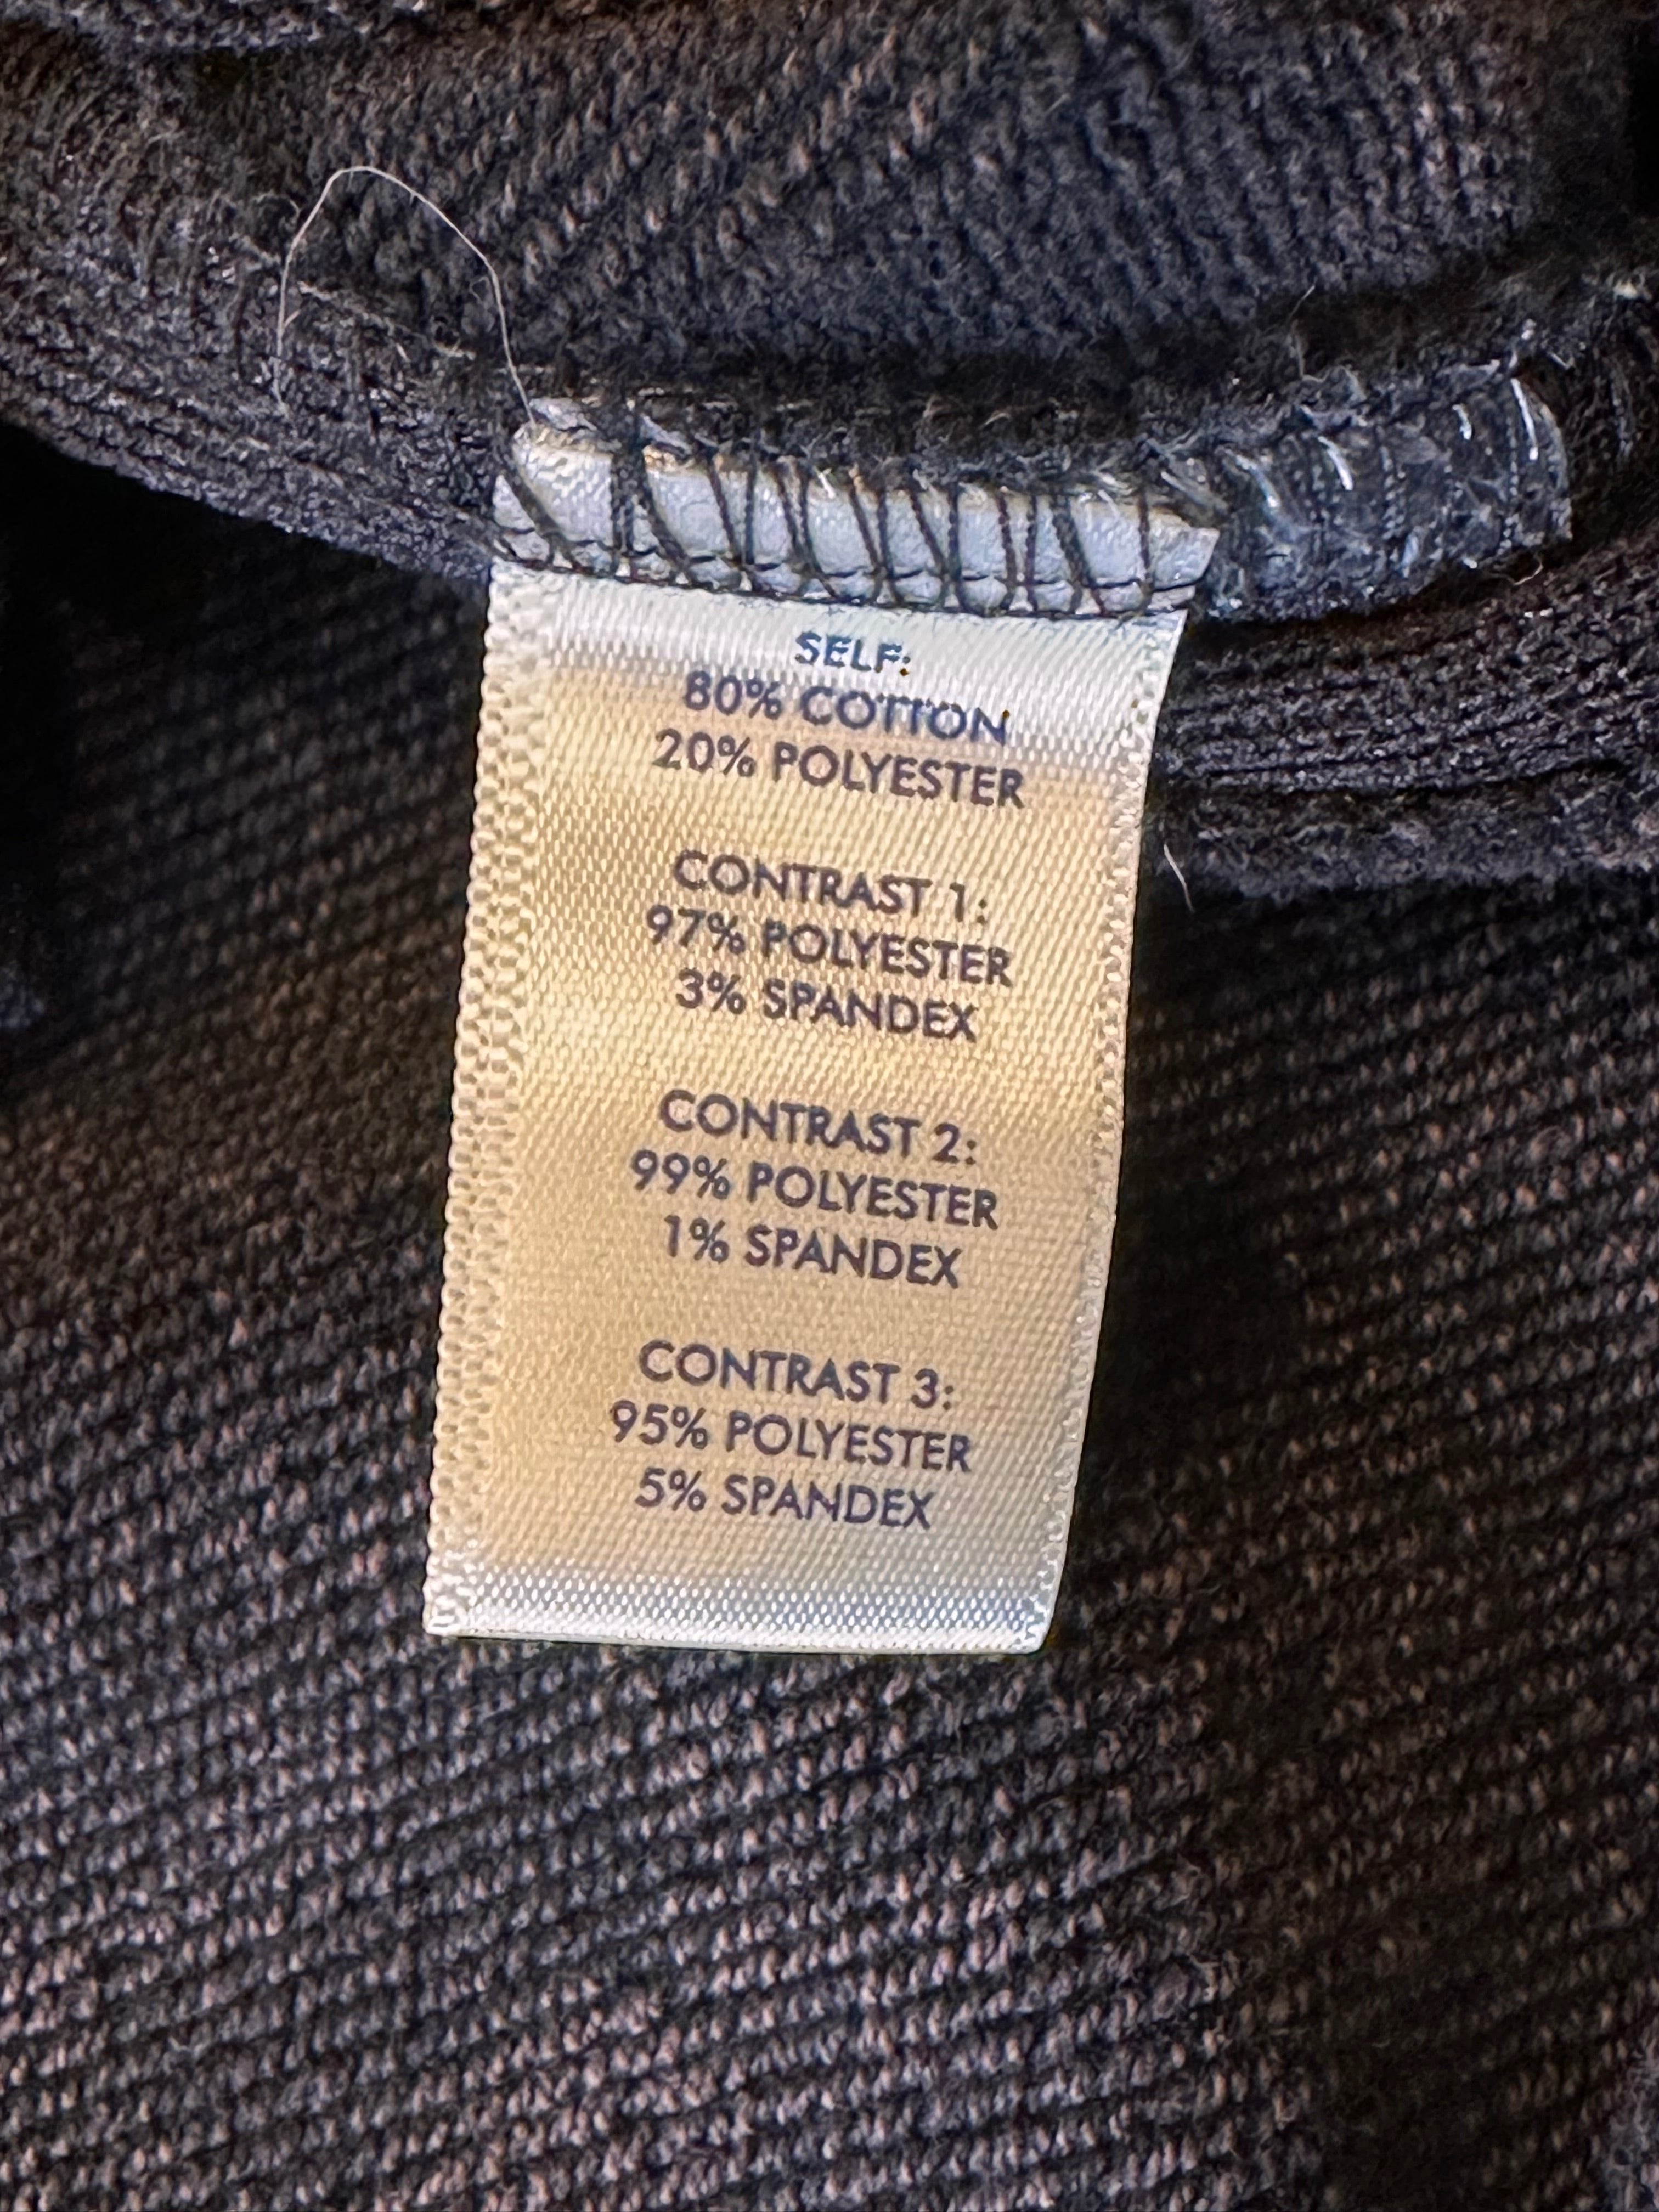 SELF:
80% COTTON
20% POLYESTER
CONTRAST 1:
97% POLYESTER
3% SPANDEX
CONTRAST 2:
99% POLYESTER
1% SPANDEX
CONTRAST 3:
95% POLYESTER
5% SPANDEX